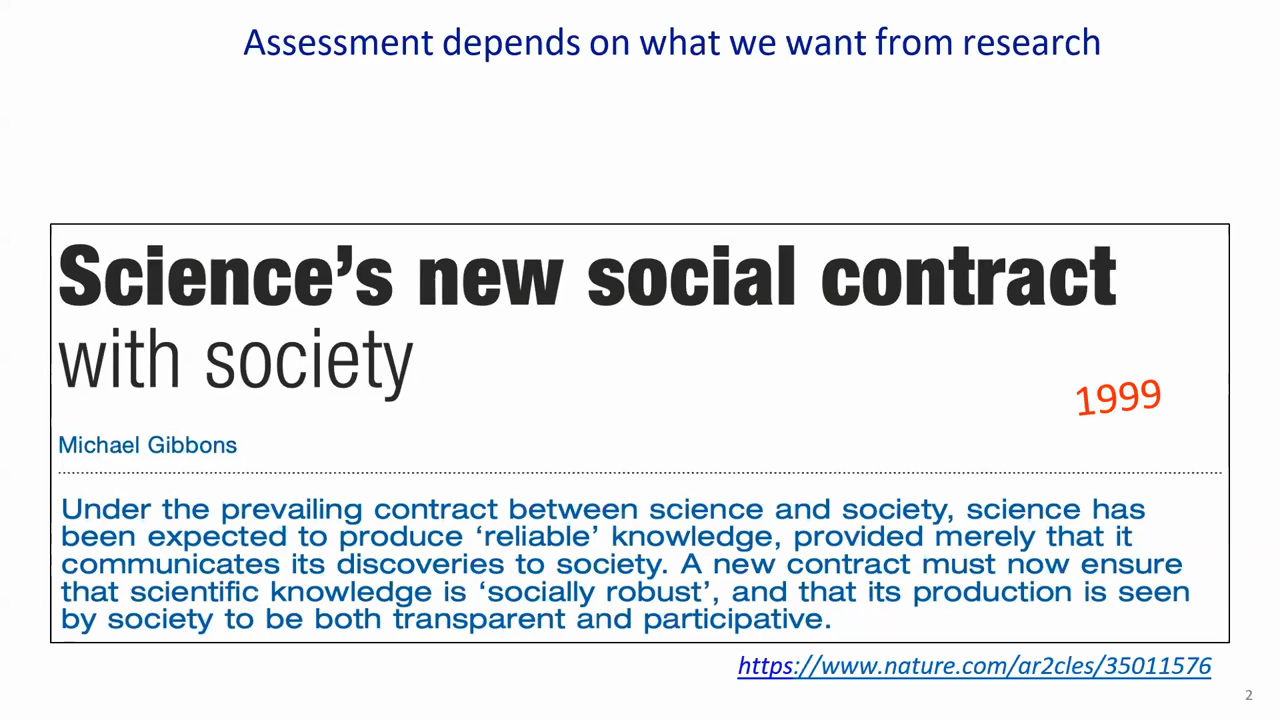 Assessment depends on what we want from research
Science’s new social contract
with society
1999
Michael Gibbons
Under the prevailing contract between science and society, science has
been expected to produce ‘reliable’ knowledge, provided merely that it
communicates its discoveries to society. A new contract must now ensure
that scientific knowledge is ‘socially robust’, and that its production is seen
by society to be both transparent and participative.
https://www.nature.com/ar2cles/35011576
2